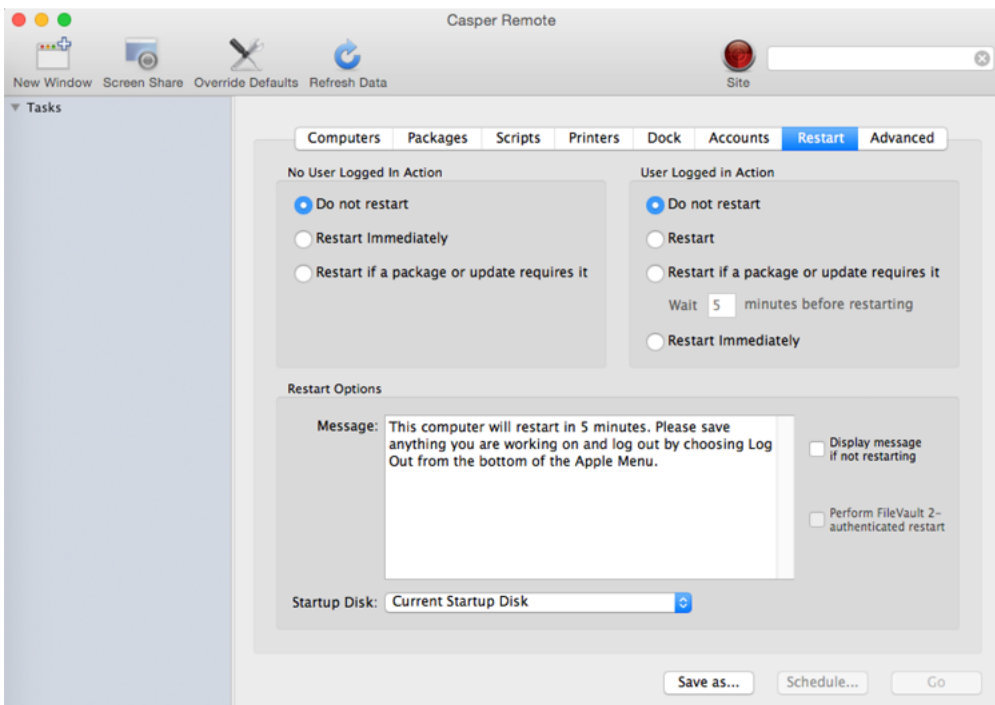 Casper Remote
New Window Screen Share Override Defaults Refresh Data Site
Tasks
Computers Packages Scripts Printers Dock Accounts Restart Advanced
No User Logged In Action
Do not restart
Restart Immediately
Restart if a package or update requires it
User Logged in Action
Do not restart
Restart
Restart if a package or update requires it
Wait 5 minutes before restarting
Restart Immediately
Restart Options
Message: This computer will restart in 5 minutes. Please save
anything you are working on and log out by choosing Log
Out from the bottom of the Apple Menu.
Display message
if not restarting
Perform FileVault 2-
authenticated restart
Startup Disk: Current Startup Disk
Save as... Schedule... Go